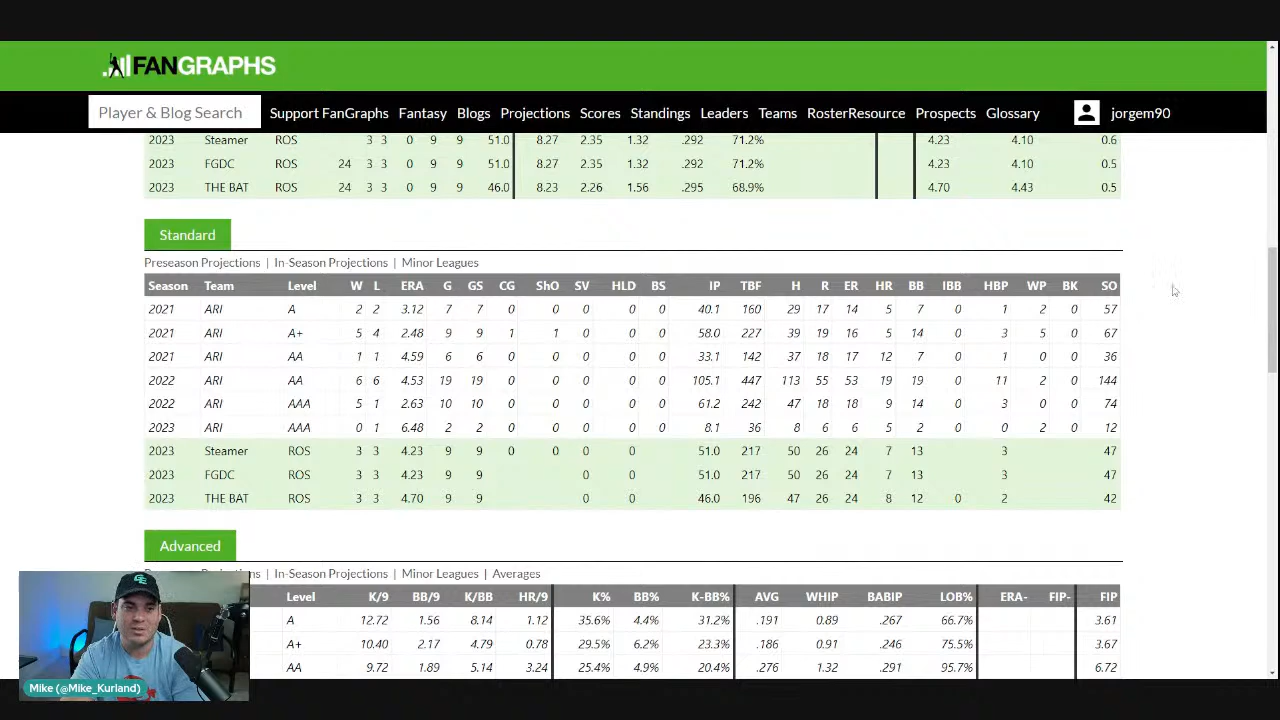 FANGRAPHS
Player & Blog Search Support FanGraphs Fantasy Blogs Projections Scores Standings Leaders Teams RosterResource Prospects Glossary jorgem90
2023 Steamer ROS 3 3 0 9 9 51.0 8.27 2.35 1.32 .292 71.2% 4.23 4.10 0.6
2023 FGDC ROS 24 3 3 0 9 9 51.0 8.27 2.35 1.32 .292 71.2% 4.23 4.10 0.5
2023 THE BAT ROS 24 3 3 0 9 9 46.0 8.23 2.26 1.56 .295 68.9% 4.70 4.43 0.5
Standard
Preseason Projections | In-Season Projections | Minor Leagues
Season Team Level W L ERA G GS CG ShO SV HLD BS IP TBF H R ER HR BB IBB HBP WP BK SO
2021 ARI A 2 2 3.12 7 7 0 0 0 0 0 40.1 160 29 17 14 5 7 0 1 2 0 57
2021 ARI A+ 5 4 2.48 9 9 1 1 0 0 0 58.0 227 39 19 16 5 14 0 3 5 0 67
2021 ARI AA 1 1 4.59 6 6 0 0 0 0 0 33.1 142 37 18 17 12 7 0 1 0 0 36
2022 ARI AA 6 6 4.53 19 19 0 0 0 0 0 105.1 447 113 55 53 19 19 0 11 2 0 144
2022 ARI AAA 5 1 2.63 10 10 0 0 0 0 0 61.2 242 47 18 18 9 14 0 3 0 0 74
2023 ARI AAA 0 1 6.48 2 2 0 0 0 0 0 8.1 36 8 6 6 5 2 0 0 2 0 12
2023 Steamer ROS 3 3 4.23 9 9 0 0 0 0 51.0 217 50 26 24 7 13 3 47
2023 FGDC ROS 3 3 4.23 9 9 0 0 51.0 217 50 26 24 7 13 3 47
2023 THE BAT ROS 3 3 4.70 9 9 0 0 46.0 196 47 26 24 8 12 0 2 42
Advanced
| In-Season Projections | Minor Leagues | Averages
Level K/9 BB/9 K/BB HR/9 K% BB% K-BB% AVG WHIP BABIP LOB% ERA- FIP- FIP
A 12.72 1.56 8.14 1.12 35.6% 4.4% 31.2% .191 0.89 .267 66.7% 3.61
A+ 10.40 2.17 4.79 0.78 29.5% 6.2% 23.3% .186 0.91 .246 75.5% 3.67
AA 9.72 1.89 5.14 3.24 25.4% 4.9% 20.4% .276 1.32 .291 95.7% 6.72
Mike (@Mike_Kurland)